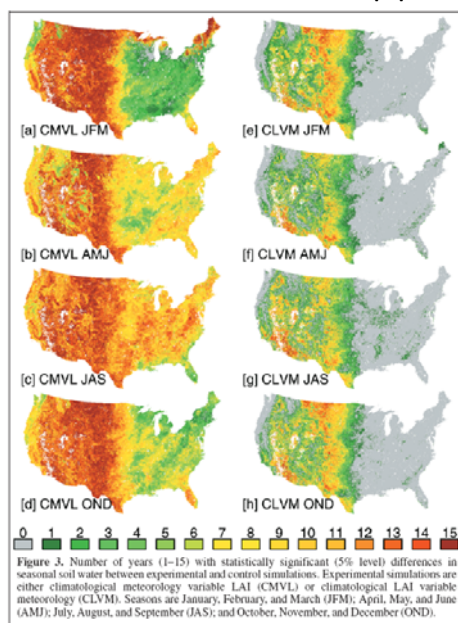 [a] CMVL JFM
[e] CLVM JFM
[b] CMVL AMJ
[f] CLVM AMJ
[c] CMVL JAS
[g] CLVM JAS
[d] CMVL OND
[h] CLVM OND
0 1 2 3 4 5 6 7 8 9 10 11 12 13 14 15
Figure 3. Number of years (1–15) with statistically significant (5% level) differences in
seasonal soil water between experimental and control simulations. Experimental simulations are
either climatological meteorology variable LAI (CMVL) or climatological LAI variable
meteorology (CLVM). Seasons are January, February, and March (JFM); April, May, and June
(AMJ); July, August, and September (JAS); and October, November, and December (OND).